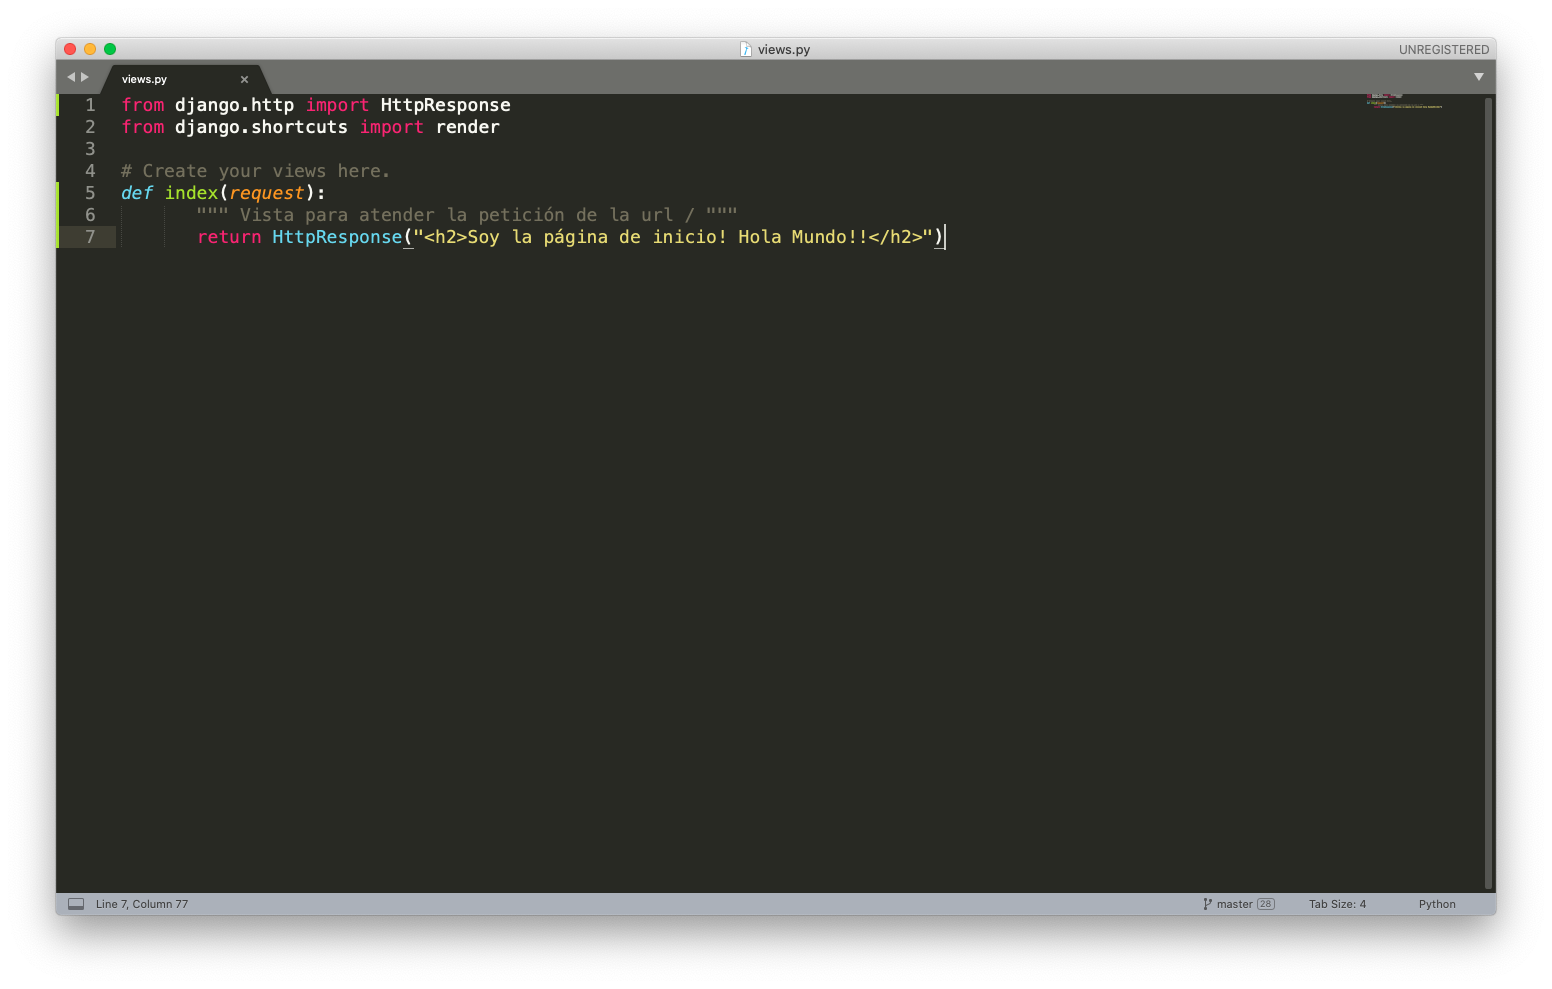 views.py
UNREGISTERED
views.py
1 from django.http import HttpResponse
2 from django.shortcuts import render
3
4 # Create your views here.
5 def index(request):
6 """ Vista para atender la petición de la url / """
7 return HttpResponse("<h2>Soy la página de inicio! Hola Mundo!!</h2>")
Line 7, Column 77
master 28
Tab Size: 4
Python